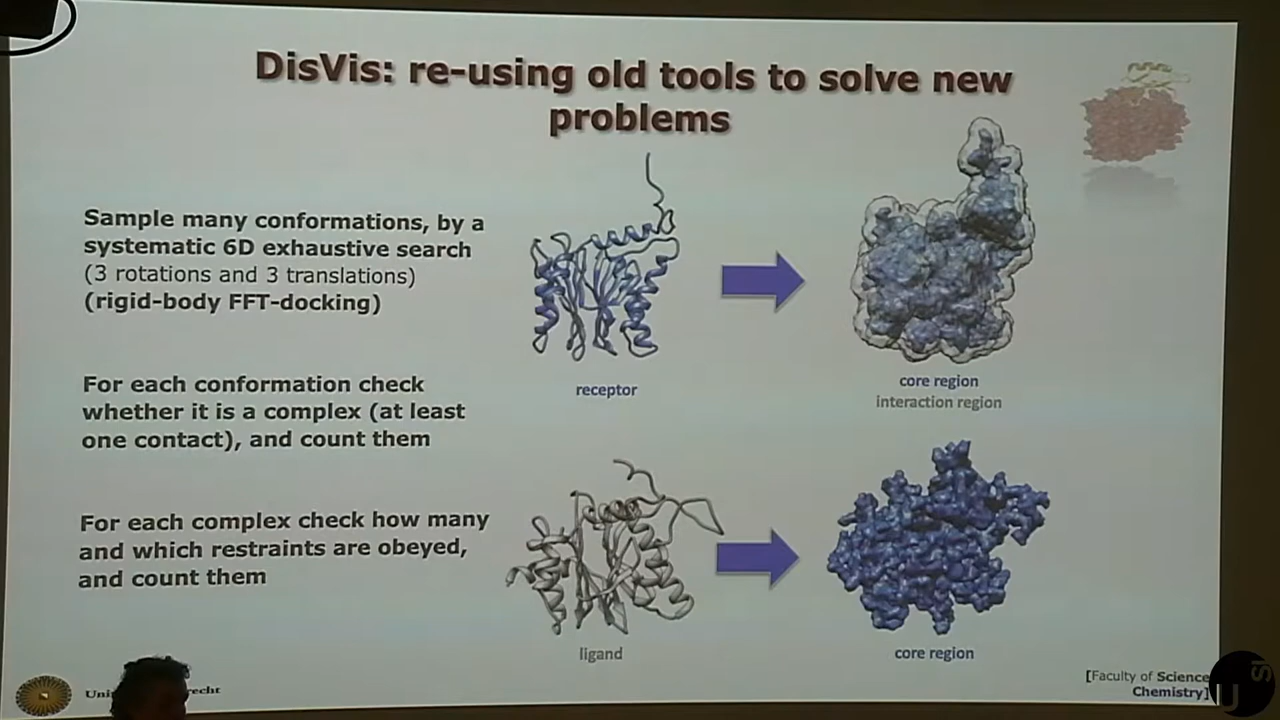 DisVis: re-using old tools to solve new
problems
Sample many conformations, by a
systematic 6D exhaustive search
(3 rotations and 3 translations)
(rigid-body FFT-docking)
For each conformation check
whether it is a complex (at least
one contact), and count them
For each complex check how many
and which restraints are obeyed,
and count them
receptor
core region
interaction region
ligand
core region
[Faculty of Science
Chemistry]